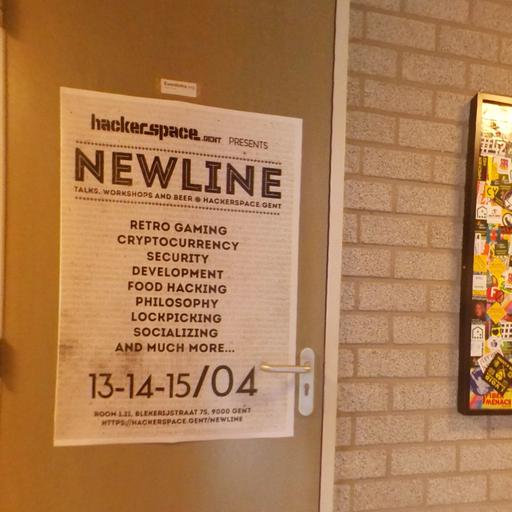 hackerspace.GENT PRESENTS
NEWLINE
TALKS, WORKSHOPS AND BEER @ HACKERSPACE.GENT
RETRO GAMING
CRYPTOCURRENCY
SECURITY
DEVELOPMENT
FOOD HACKING
PHILOSOPHY
LOCKPICKING
SOCIALIZING
AND MUCH MORE...
13-14-15/04
ROOM 1.21, BLEKERIJSTRAAT 75, 9000 GENT
HTTPS://HACKERSPACE.GENT/NEWLINE
MENACE